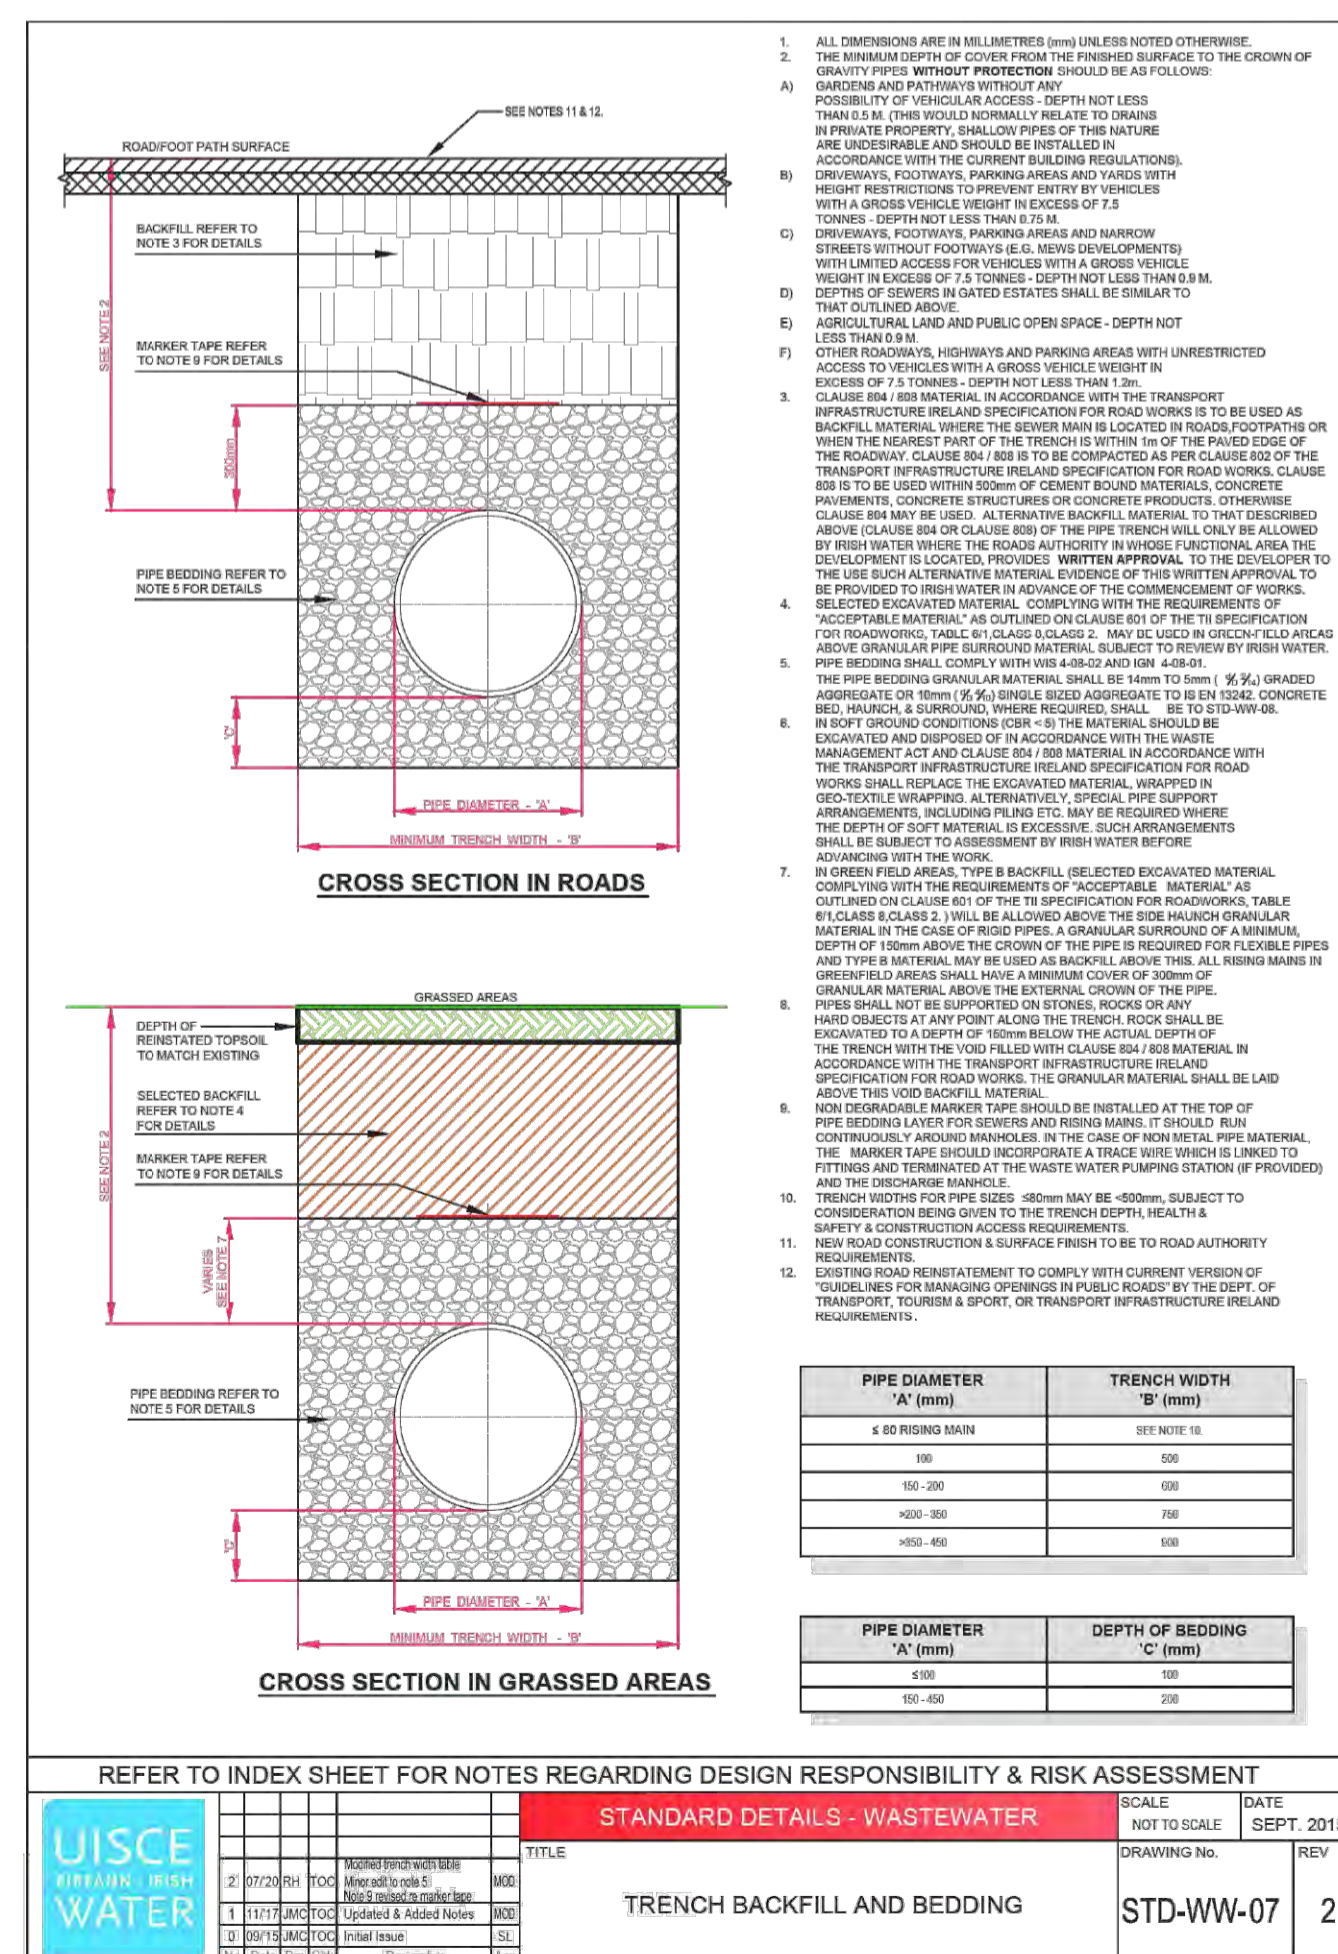 SEE NOTES 11 & 12.
ROAD/FOOT PATH SURFACE
BACKFILL REFER TO
NOTE 3 FOR DETAILS
SEE NOTE 2
MARKER TAPE REFER
TO NOTE 9 FOR DETAILS
300mm
PIPE BEDDING REFER TO
NOTE 5 FOR DETAILS
'C'
PIPE DIAMETER - 'A'
MINIMUM TRENCH WIDTH - 'B'
CROSS SECTION IN ROADS
GRASSED AREAS
DEPTH OF
REINSTATED TOPSOIL
TO MATCH EXISTING
SELECTED BACKFILL
REFER TO NOTE 4
FOR DETAILS
SEE NOTE 2
MARKER TAPE REFER
TO NOTE 9 FOR DETAILS
VARIES
SEE NOTE 7
PIPE BEDDING REFER TO
NOTE 5 FOR DETAILS
'C'
PIPE DIAMETER - 'A'
MINIMUM TRENCH WIDTH - 'B'
CROSS SECTION IN GRASSED AREAS
1. ALL DIMENSIONS ARE IN MILLIMETRES (mm) UNLESS NOTED OTHERWISE.
2. THE MINIMUM DEPTH OF COVER FROM THE FINISHED SURFACE TO THE CROWN OF
GRAVITY PIPES WITHOUT PROTECTION SHOULD BE AS FOLLOWS:
A) GARDENS AND PATHWAYS WITHOUT ANY
POSSIBILITY OF VEHICULAR ACCESS - DEPTH NOT LESS
THAN 0.5 M. (THIS WOULD NORMALLY RELATE TO DRAINS
IN PRIVATE PROPERTY, SHALLOW PIPES OF THIS NATURE
ARE UNDESIRABLE AND SHOULD BE INSTALLED IN
ACCORDANCE WITH THE CURRENT BUILDING REGULATIONS).
B) DRIVEWAYS, FOOTWAYS, PARKING AREAS AND YARDS WITH
HEIGHT RESTRICTIONS TO PREVENT ENTRY BY VEHICLES
WITH A GROSS VEHICLE WEIGHT IN EXCESS OF 7.5
TONNES - DEPTH NOT LESS THAN 0.75 M.
C) DRIVEWAYS, FOOTWAYS, PARKING AREAS AND NARROW
STREETS WITHOUT FOOTWAYS (E.G. MEWS DEVELOPMENTS)
WITH LIMITED ACCESS FOR VEHICLES WITH A GROSS VEHICLE
WEIGHT IN EXCESS OF 7.5 TONNES - DEPTH NOT LESS THAN 0.9 M.
D) DEPTHS OF SEWERS IN GATED ESTATES SHALL BE SIMILAR TO
THAT OUTLINED ABOVE.
E) AGRICULTURAL LAND AND PUBLIC OPEN SPACE - DEPTH NOT
LESS THAN 0.9 M.
F) OTHER ROADWAYS, HIGHWAYS AND PARKING AREAS WITH UNRESTRICTED
ACCESS TO VEHICLES WITH A GROSS VEHICLE WEIGHT IN
EXCESS OF 7.5 TONNES - DEPTH NOT LESS THAN 1.2m.
3. CLAUSE 804 / 808 MATERIAL IN ACCORDANCE WITH THE TRANSPORT
INFRASTRUCTURE IRELAND SPECIFICATION FOR ROAD WORKS IS TO BE USED AS
BACKFILL MATERIAL WHERE THE SEWER MAIN IS LOCATED IN ROADS,FOOTPATHS OR
WHEN THE NEAREST PART OF THE TRENCH IS WITHIN 1m OF THE PAVED EDGE OF
THE ROADWAY. CLAUSE 804 / 808 IS TO BE COMPACTED AS PER CLAUSE 802 OF THE
TRANSPORT INFRASTRUCTURE IRELAND SPECIFICATION FOR ROAD WORKS. CLAUSE
808 IS TO BE USED WITHIN 500mm OF CEMENT BOUND MATERIALS, CONCRETE
PAVEMENTS, CONCRETE STRUCTURES OR CONCRETE PRODUCTS. OTHERWISE
CLAUSE 804 MAY BE USED. ALTERNATIVE BACKFILL MATERIAL TO THAT DESCRIBED
ABOVE (CLAUSE 804 OR CLAUSE 808) OF THE PIPE TRENCH WILL ONLY BE ALLOWED
BY IRISH WATER WHERE THE ROADS AUTHORITY IN WHOSE FUNCTIONAL AREA THE
DEVELOPMENT IS LOCATED, PROVIDES WRITTEN APPROVAL TO THE DEVELOPER TO
THE USE SUCH ALTERNATIVE MATERIAL EVIDENCE OF THIS WRITTEN APPROVAL TO
BE PROVIDED TO IRISH WATER IN ADVANCE OF THE COMMENCEMENT OF WORKS.
4. SELECTED EXCAVATED MATERIAL COMPLYING WITH THE REQUIREMENTS OF
"ACCEPTABLE MATERIAL" AS OUTLINED ON CLAUSE 601 OF THE TII SPECIFICATION
FOR ROADWORKS, TABLE 6/1,CLASS 8,CLASS 2. MAY BE USED IN GREEN-FIELD AREAS
ABOVE GRANULAR PIPE SURROUND MATERIAL SUBJECT TO REVIEW BY IRISH WATER.
5. PIPE BEDDING SHALL COMPLY WITH WIS 4-08-02 AND IGN 4-08-01.
THE PIPE BEDDING GRANULAR MATERIAL SHALL BE 14mm TO 5mm ( ) GRADED
AGGREGATE OR 10mm ( ) SINGLE SIZED AGGREGATE TO IS EN 13242. CONCRETE
BED, HAUNCH, & SURROUND, WHERE REQUIRED, SHALL BE TO STD-WW-08.
6. IN SOFT GROUND CONDITIONS (CBR < 5) THE MATERIAL SHOULD BE
EXCAVATED AND DISPOSED OF IN ACCORDANCE WITH THE WASTE
MANAGEMENT ACT AND CLAUSE 804 / 808 MATERIAL IN ACCORDANCE WITH
THE TRANSPORT INFRASTRUCTURE IRELAND SPECIFICATION FOR ROAD
WORKS SHALL REPLACE THE EXCAVATED MATERIAL, WRAPPED IN
GEO-TEXTILE WRAPPING. ALTERNATIVELY, SPECIAL PIPE SUPPORT
ARRANGEMENTS, INCLUDING PILING ETC. MAY BE REQUIRED WHERE
THE DEPTH OF SOFT MATERIAL IS EXCESSIVE. SUCH ARRANGEMENTS
SHALL BE SUBJECT TO ASSESSMENT BY IRISH WATER BEFORE
ADVANCING WITH THE WORK.
7. IN GREEN FIELD AREAS, TYPE B BACKFILL (SELECTED EXCAVATED MATERIAL
COMPLYING WITH THE REQUIREMENTS OF "ACCEPTABLE MATERIAL" AS
OUTLINED ON CLAUSE 601 OF THE TII SPECIFICATION FOR ROADWORKS, TABLE
6/1,CLASS 8,CLASS 2. ) WILL BE ALLOWED ABOVE THE SIDE HAUNCH GRANULAR
MATERIAL IN THE CASE OF RIGID PIPES. A GRANULAR SURROUND OF A MINIMUM,
DEPTH OF 150mm ABOVE THE CROWN OF THE PIPE IS REQUIRED FOR FLEXIBLE PIPES
AND TYPE B MATERIAL MAY BE USED AS BACKFILL ABOVE THIS. ALL RISING MAINS IN
GREENFIELD AREAS SHALL HAVE A MINIMUM COVER OF 300mm OF
GRANULAR MATERIAL ABOVE THE EXTERNAL CROWN OF THE PIPE.
8. PIPES SHALL NOT BE SUPPORTED ON STONES, ROCKS OR ANY
HARD OBJECTS AT ANY POINT ALONG THE TRENCH. ROCK SHALL BE
EXCAVATED TO A DEPTH OF 150mm BELOW THE ACTUAL DEPTH OF
THE TRENCH WITH THE VOID FILLED WITH CLAUSE 804 / 808 MATERIAL IN
ACCORDANCE WITH THE TRANSPORT INFRASTRUCTURE IRELAND
SPECIFICATION FOR ROAD WORKS. THE GRANULAR MATERIAL SHALL BE LAID
ABOVE THIS VOID BACKFILL MATERIAL.
9. NON DEGRADABLE MARKER TAPE SHOULD BE INSTALLED AT THE TOP OF
PIPE BEDDING LAYER FOR SEWERS AND RISING MAINS. IT SHOULD RUN
CONTINUOUSLY AROUND MANHOLES. IN THE CASE OF NON METAL PIPE MATERIAL,
THE MARKER TAPE SHOULD INCORPORATE A TRACE WIRE WHICH IS LINKED TO
FITTINGS AND TERMINATED AT THE WASTE WATER PUMPING STATION (IF PROVIDED)
AND THE DISCHARGE MANHOLE.
10. TRENCH WIDTHS FOR PIPE SIZES ≤80mm MAY BE <500mm, SUBJECT TO
CONSIDERATION BEING GIVEN TO THE TRENCH DEPTH, HEALTH &
SAFETY & CONSTRUCTION ACCESS REQUIREMENTS.
11. NEW ROAD CONSTRUCTION & SURFACE FINISH TO BE TO ROAD AUTHORITY
REQUIREMENTS.
12. EXISTING ROAD REINSTATEMENT TO COMPLY WITH CURRENT VERSION OF
"GUIDELINES FOR MANAGING OPENINGS IN PUBLIC ROADS" BY THE DEPT. OF
TRANSPORT, TOURISM & SPORT, OR TRANSPORT INFRASTRUCTURE IRELAND
REQUIREMENTS.
PIPE DIAMETER 'A' (mm) TRENCH WIDTH 'B' (mm)
≤ 80 RISING MAIN SEE NOTE 10.
100 500
150 - 200 600
>200 - 350 750
>350 - 450 900
PIPE DIAMETER 'A' (mm) DEPTH OF BEDDING 'C' (mm)
≤100 100
150 - 450 200
REFER TO INDEX SHEET FOR NOTES REGARDING DESIGN RESPONSIBILITY & RISK ASSESSMENT
UISCE
ÉIREANN : IRISH
WATER
2 07/20 RH TOC Modified trench width table
Minor edit to note 5
Note 9 revised re marker tape MOD
1 11/17 JMC TOC Updated & Added Notes MOD
0 09/15 JMC TOC Initial Issue SL
STANDARD DETAILS - WASTEWATER
SCALE
NOT TO SCALE
DATE
SEPT. 2015
TITLE
TRENCH BACKFILL AND BEDDING
DRAWING No.
STD-WW-07
REV
2